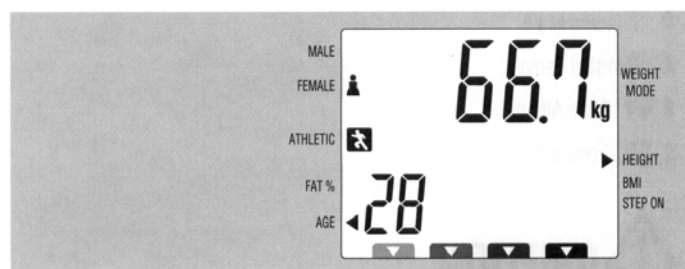 MALE
FEMALE
ATHLETIC
FAT %
AGE
66.7 kg
28
WEIGHT
MODE
HEIGHT
BMI
STEP ON